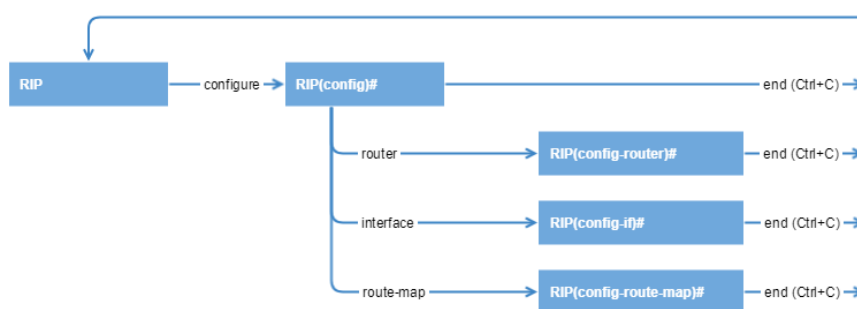 RIP
configure
RIP(config)#
end (Ctrl+C)
router
RIP(config-router)#
end (Ctrl+C)
interface
RIP(config-if)#
end (Ctrl+C)
route-map
RIP(config-route-map)#
end (Ctrl+C)